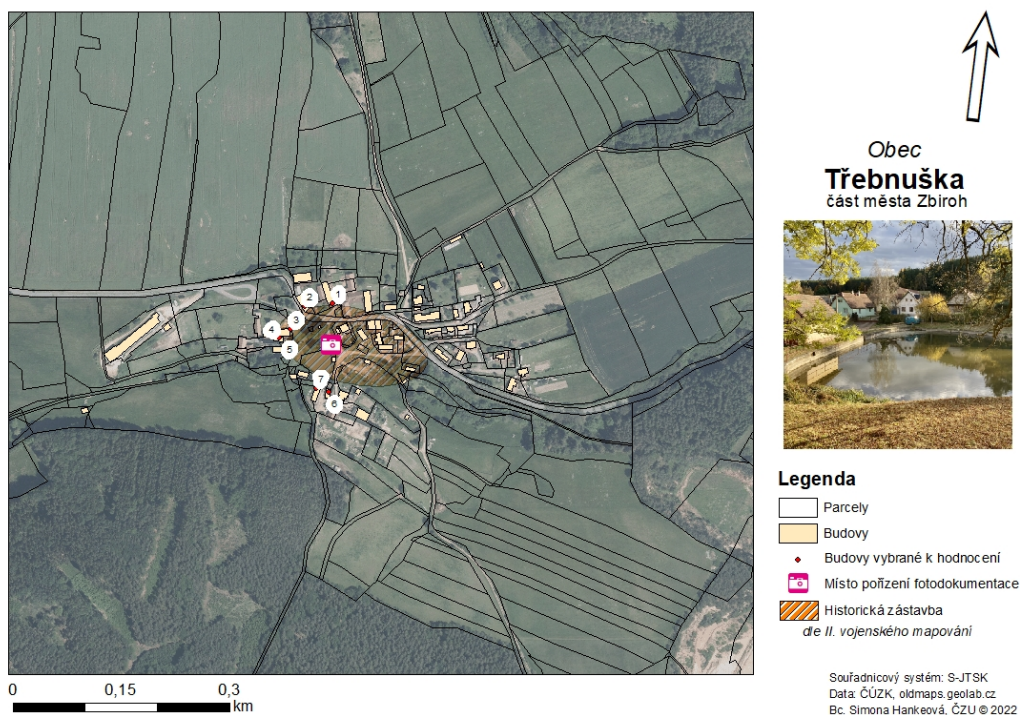 1
2
3
4
5
7
6
Obec
Třebnuška
část města Zbiroh
Legenda
Parcely
Budovy
Budovy vybrané k hodnocení
Místo pořízení fotodokumentace
Historická zástavba
dle II. vojenského mapování
0 0,15 0,3
km
Souřadnicový systém: S-JTSK
Data: ČÚZK, oldmaps.geolab.cz
Bc. Simona Hankeová, ČZU © 2022